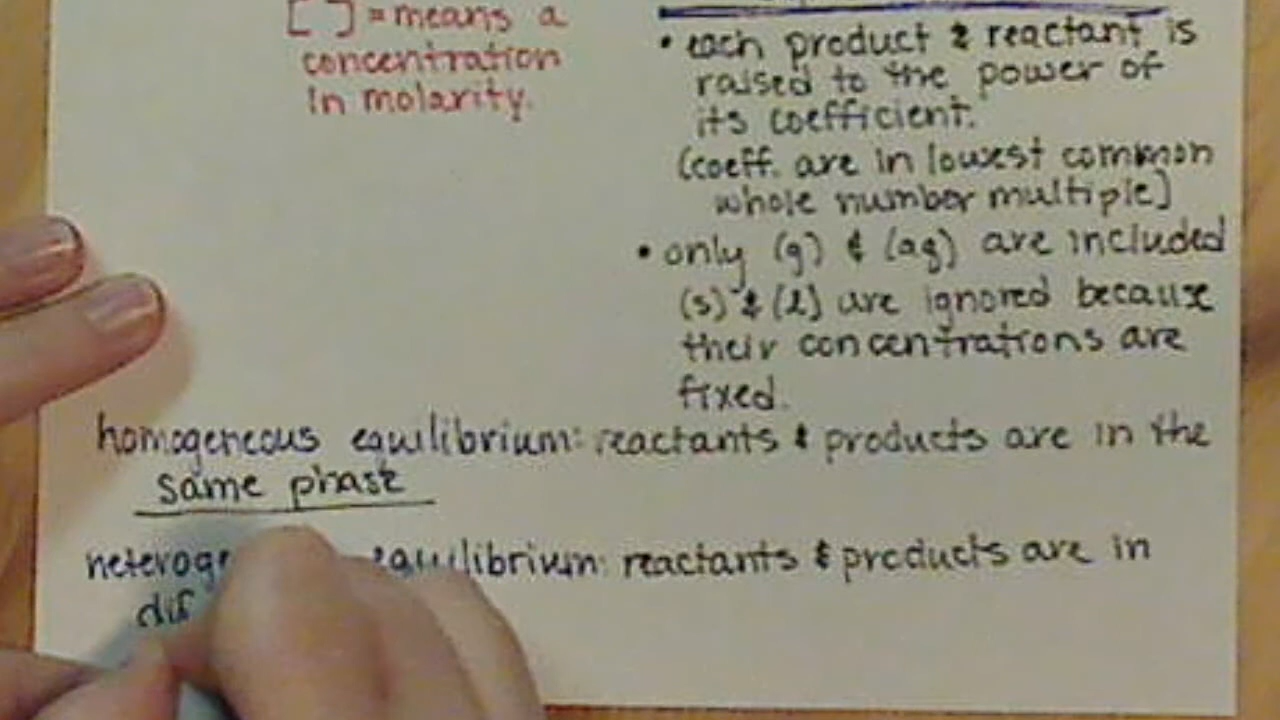 [ ] = means a
concentration
in molarity.
• each product & reactant is
raised to the power of
its coefficient.
(coeff. are in lowest common
whole number multiple]
• only (g) & (aq) are included
(s) & (l) are ignored because
their concentrations are
fixed.
homogeneous equilibrium: reactants & products are in the
same phase
equilibrium: reactants & products are in
dif